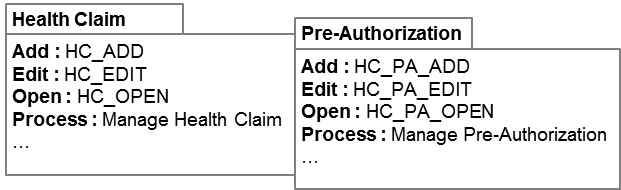 Health Claim
Add : HC_ADD
Edit : HC_EDIT
Open : HC_OPEN
Process : Manage Health Claim
...
Pre-Authorization
Add : HC_PA_ADD
Edit : HC_PA_EDIT
Open : HC_PA_OPEN
Process : Manage Pre-Authorization
...